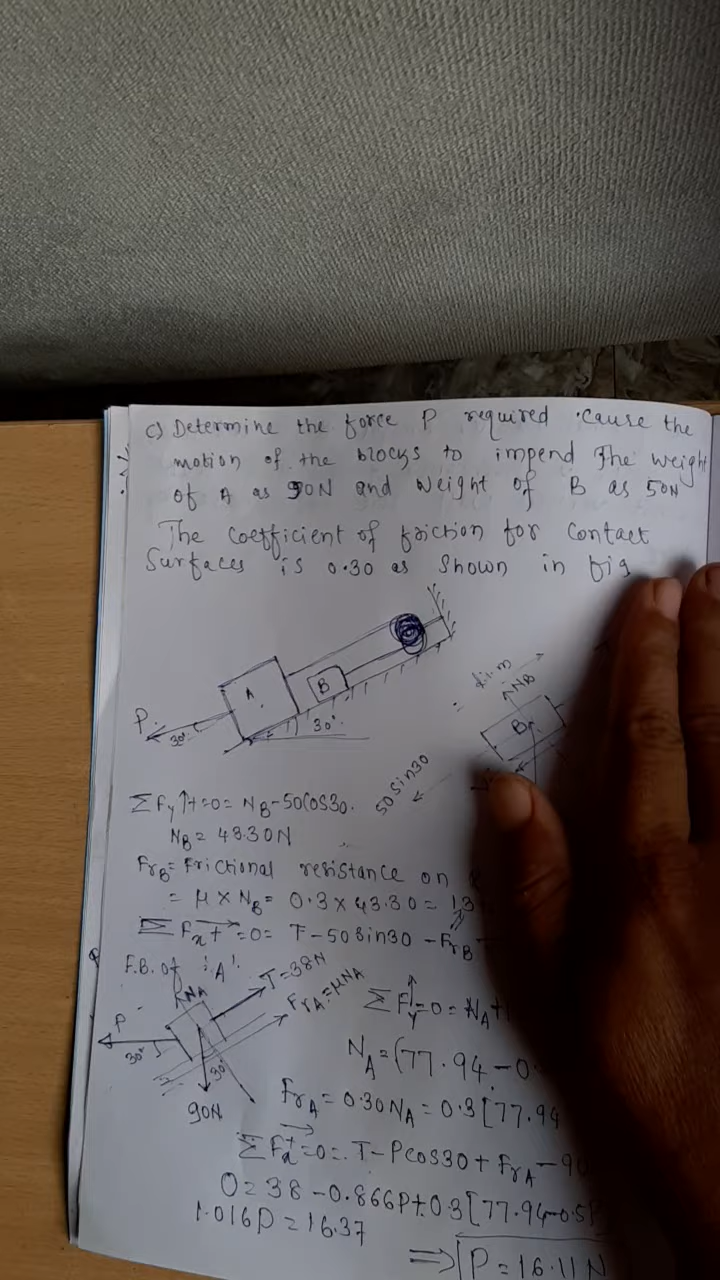 c) Determine the force P required cause the
motion of the blocks to impend The weight
of A as 90N and weight of B as 50N
The coefficient of friction for contact
Surfaces is 0.30 as shown in fig
A
B
P.
30°
30°.
NB
B
50 sin30
ΣFy↑+=0= NB-50cos30.
NB= 43.30N
FrB= Frictional resistance on
= μ×NB= 0.3×43.30= 13
ΣFx+→=0= T-50sin30 -FrB
F.B. of 'A'.
NA
T=38N
FrA=μNA
P
30°
30
90N
ΣFy↑=0= NA+
NA=(77.94-0.
FrA= 0.30NA= 0.3[77.94
ΣFx+→=0=. T-Pcos30+ FrA-90
0=38-0.866P+0.3[77.94-0.5P
1.016P=16.37
⇒ P=16.11N